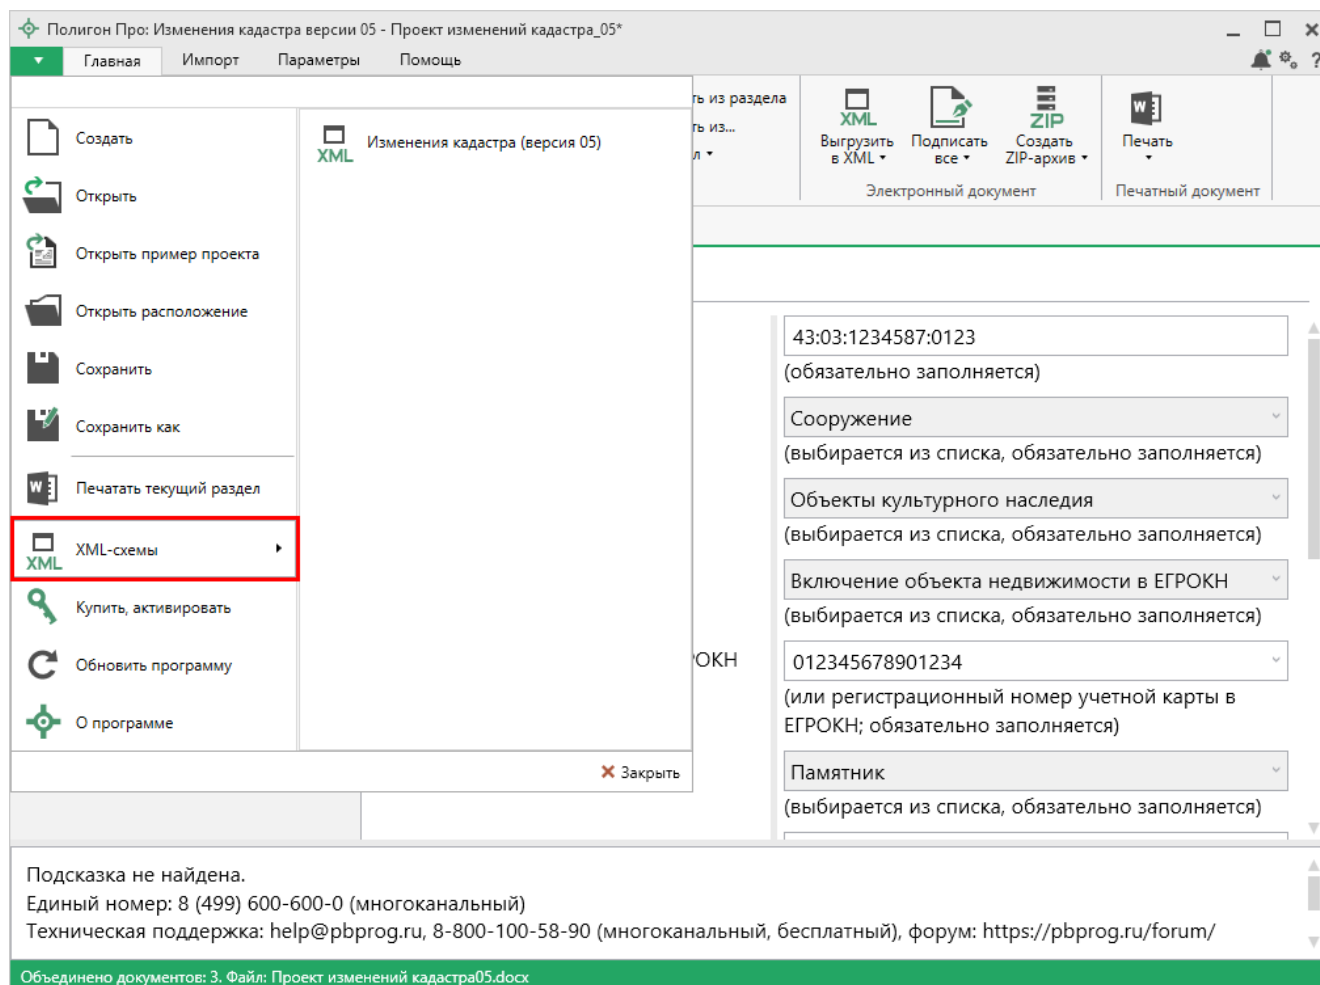 Полигон Про: Изменения кадастра версии 05 - Проект изменений кадастра_05*
Главная Импорт Параметры Помощь
Создать
Открыть
Открыть пример проекта
Открыть расположение
Сохранить
Сохранить как
Печатать текущий раздел
XML XML-схемы
Купить, активировать
Обновить программу
О программе
XML Изменения кадастра (версия 05)
Закрыть
ть из раздела
ть из...
л
XML
Выгрузить
в XML
Подписать
все
ZIP
Создать
ZIP-архив
Электронный документ
W
Печать
Печатный документ
43:03:1234587:0123
(обязательно заполняется)
Сооружение
(выбирается из списка, обязательно заполняется)
Объекты культурного наследия
(выбирается из списка, обязательно заполняется)
Включение объекта недвижимости в ЕГРОКН
(выбирается из списка, обязательно заполняется)
РОКН 012345678901234
(или регистрационный номер учетной карты в
ЕГРОКН; обязательно заполняется)
Памятник
(выбирается из списка, обязательно заполняется)
Подсказка не найдена.
Единый номер: 8 (499) 600-600-0 (многоканальный)
Техническая поддержка: help@pbprog.ru, 8-800-100-58-90 (многоканальный, бесплатный), форум: https://pbprog.ru/forum/
Объединено документов: 3. Файл: Проект изменений кадастра05.docx